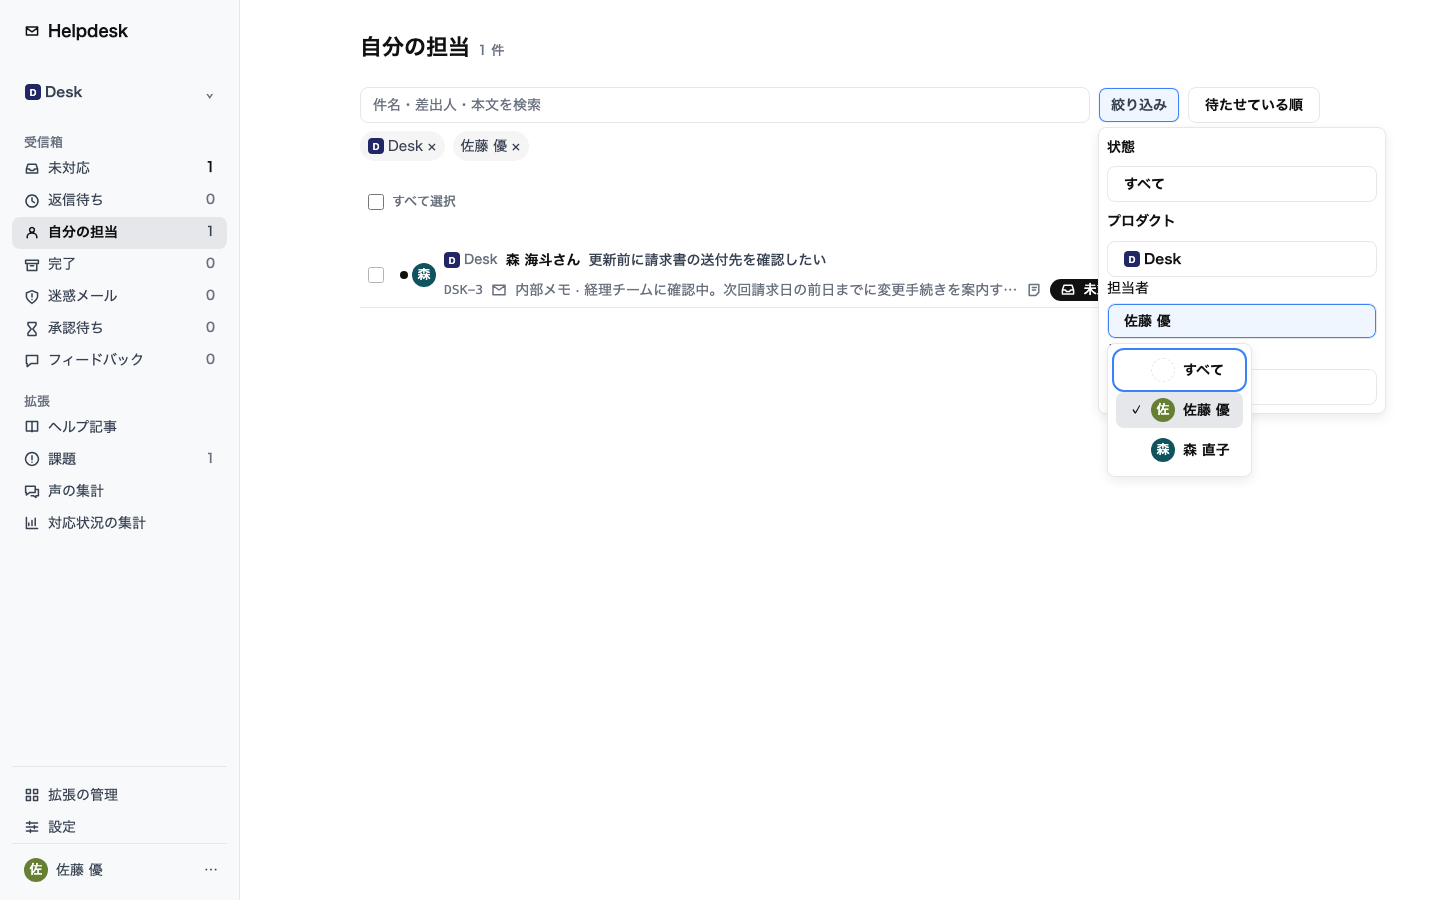 Helpdesk
D Desk
受信箱
未対応 1
返信待ち 0
自分の担当 1
完了 0
迷惑メール 0
承認待ち 0
フィードバック 0
拡張
ヘルプ記事
課題 1
声の集計
対応状況の集計
拡張の管理
設定
佐 佐藤 優 …
自分の担当 1 件
件名・差出人・本文を検索
絞り込み
待たせている順
D Desk ×
佐藤 優 ×
すべて選択
森
D Desk 森 海斗さん 更新前に請求書の送付先を確認したい
DSK-3 内部メモ · 経理チームに確認中。次回請求日の前日までに変更手続きを案内す…
状態
すべて
プロダクト
D Desk
担当者
佐藤 優
すべて
✓ 佐 佐藤 優
森 森 直子